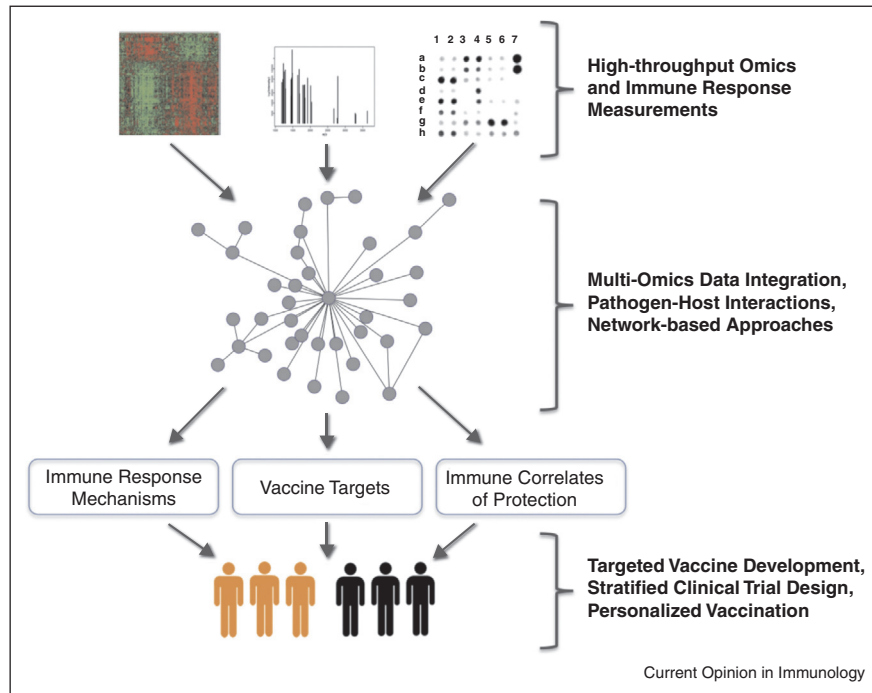 1 2 3 4 5 6 7
a
b
c
d
e
f
g
h
High-throughput Omics
and Immune Response
Measurements
Multi-Omics Data Integration,
Pathogen-Host Interactions,
Network-based Approaches
Immune Response
Mechanisms
Vaccine Targets
Immune Correlates
of Protection
Targeted Vaccine Development,
Stratified Clinical Trial Design,
Personalized Vaccination
Current Opinion in Immunology